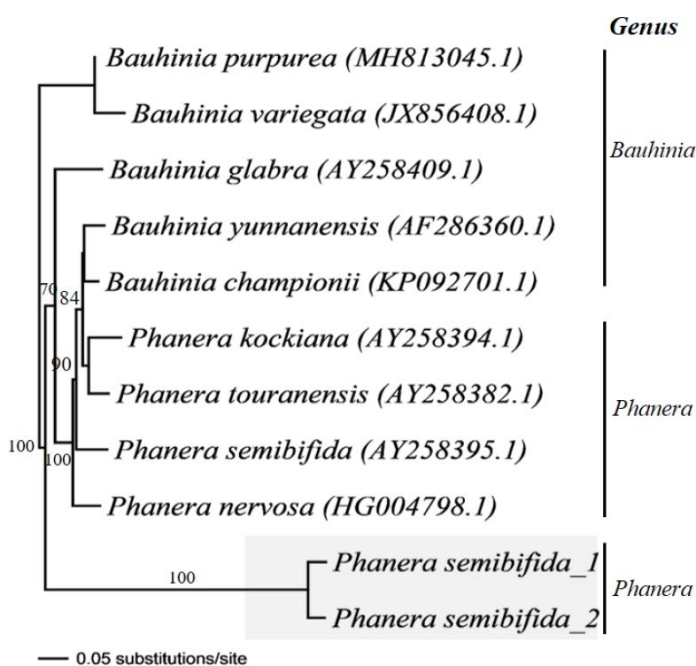 Genus
Bauhinia purpurea (MH813045.1)
Bauhinia variegata (JX856408.1)
Bauhinia
Bauhinia glabra (AY258409.1)
Bauhinia yunnanensis (AF286360.1)
Bauhinia championii (KP092701.1)
70
84
Phanera kockiana (AY258394.1)
90
Phanera touranensis (AY258382.1)
Phanera
Phanera semibifida (AY258395.1)
100
100
Phanera nervosa (HG004798.1)
Phanera semibifida_1
100
Phanera
Phanera semibifida_2
0.05 substitutions/site